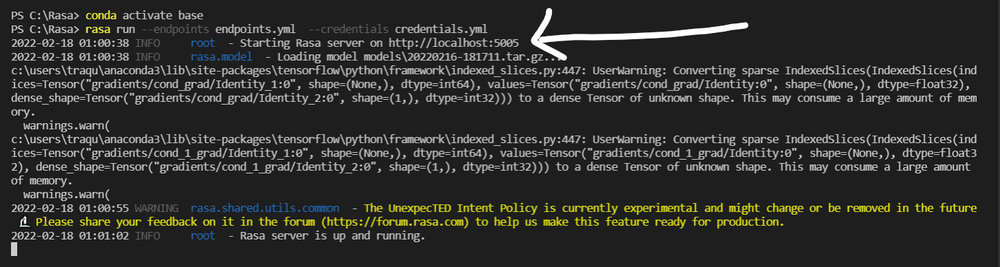 PS C:\Rasa> conda activate base
PS C:\Rasa> rasa run --endpoints endpoints.yml  --credentials credentials.yml
2022-02-18 01:00:38 INFO     root  - Starting Rasa server on http://localhost:5005
2022-02-18 01:00:38 INFO     rasa.model  - Loading model models\20220216-181711.tar.gz...
c:\users\traqu\anaconda3\lib\site-packages\tensorflow\python\framework\indexed_slices.py:447: UserWarning: Converting sparse IndexedSlices(IndexedSlices(ind
ices=Tensor("gradients/cond_grad/Identity_1:0", shape=(None,), dtype=int64), values=Tensor("gradients/cond_grad/Identity:0", shape=(None,), dtype=float32),
dense_shape=Tensor("gradients/cond_grad/Identity_2:0", shape=(1,), dtype=int32))) to a dense Tensor of unknown shape. This may consume a large amount of mem
ory.
  warnings.warn(
c:\users\traqu\anaconda3\lib\site-packages\tensorflow\python\framework\indexed_slices.py:447: UserWarning: Converting sparse IndexedSlices(IndexedSlices(ind
ices=Tensor("gradients/cond_1_grad/Identity_1:0", shape=(None,), dtype=int64), values=Tensor("gradients/cond_1_grad/Identity:0", shape=(None,), dtype=float3
2), dense_shape=Tensor("gradients/cond_1_grad/Identity_2:0", shape=(1,), dtype=int32))) to a dense Tensor of unknown shape. This may consume a large amount
of memory.
  warnings.warn(
2022-02-18 01:00:55 WARNING  rasa.shared.utils.common  - The UnexpecTED Intent Policy is currently experimental and might change or be removed in the future
Please share your feedback on it in the forum (https://forum.rasa.com) to help us make this feature ready for production.
2022-02-18 01:01:02 INFO     root  - Rasa server is up and running.